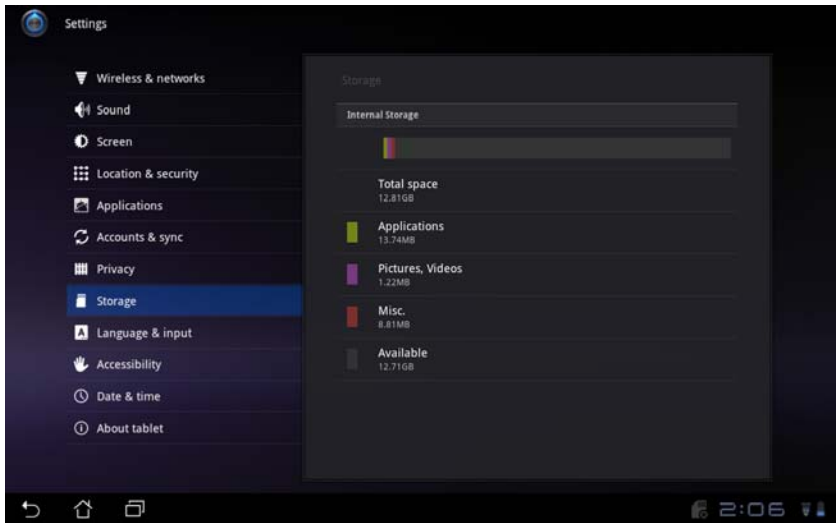 Settings
Wireless & networks
Sound
Screen
Location & security
Applications
Accounts & sync
Privacy
Storage
Language & input
Accessibility
Date & time
About tablet
Storage
Internal Storage
Total space
12.81GB
Applications
13.74MB
Pictures, Videos
1.22MB
Misc.
8.81MB
Available
12.71GB
2:06